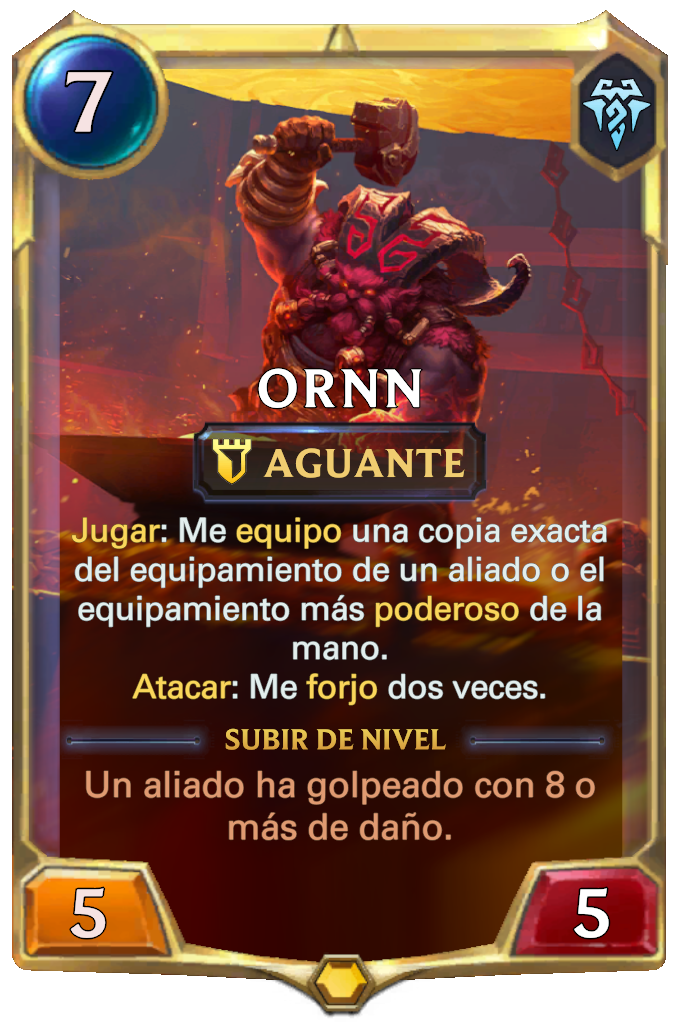 7
ORNN
AGUANTE
Jugar: Me equipo una copia exacta
del equipamiento de un aliado o el
equipamiento más poderoso de la
mano.
Atacar: Me forjo dos veces.
SUBIR DE NIVEL
Un aliado ha golpeado con 8 o
más de daño.
5
5